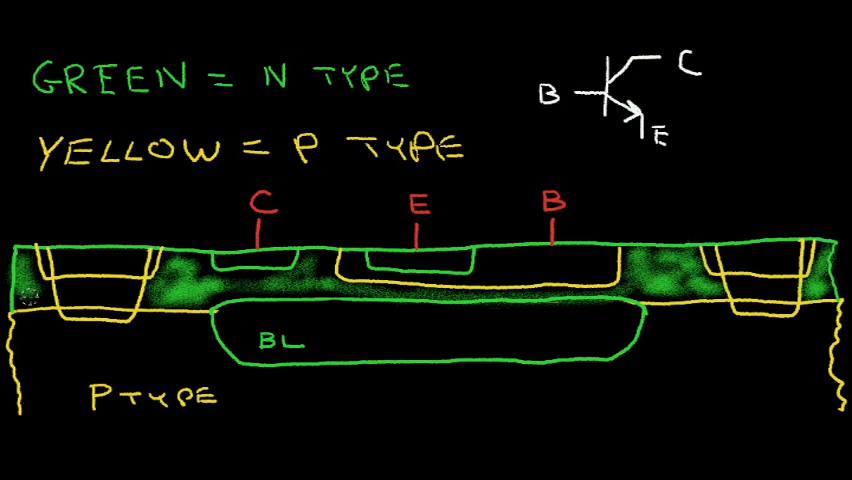 GREEN = N TYPE
YELLOW = P TYPE
B C E
C E B
BL
P TYPE